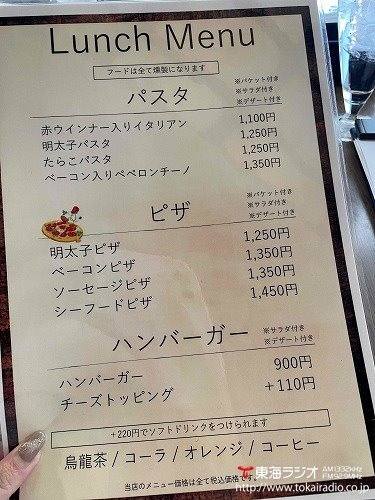 Lunch Menu
フードは全て燻製になります
パスタ
※バケット付き
※サラダ付き
※デザート付き
赤ウインナー入りイタリアン 1,100円
明太子パスタ 1,250円
たらこパスタ 1,250円
ベーコン入りペペロンチーノ 1,350円
ピザ
※バケット付き
※サラダ付き
※デザート付き
明太子ピザ 1,250円
ベーコンピザ 1,350円
ソーセージピザ 1,350円
シーフードピザ 1,450円
ハンバーガー
※サラダ付き
※デザート付き
ハンバーガー 900円
チーズトッピング +110円
+220円でソフトドリンクをつけられます
烏龍茶 / コーラ / オレンジ / コーヒー
当店のメニュー価格は全て税込価格です。
東海ラジオ AM1332kHz FM92.9MHz
https://www.tokairadio.co.jp